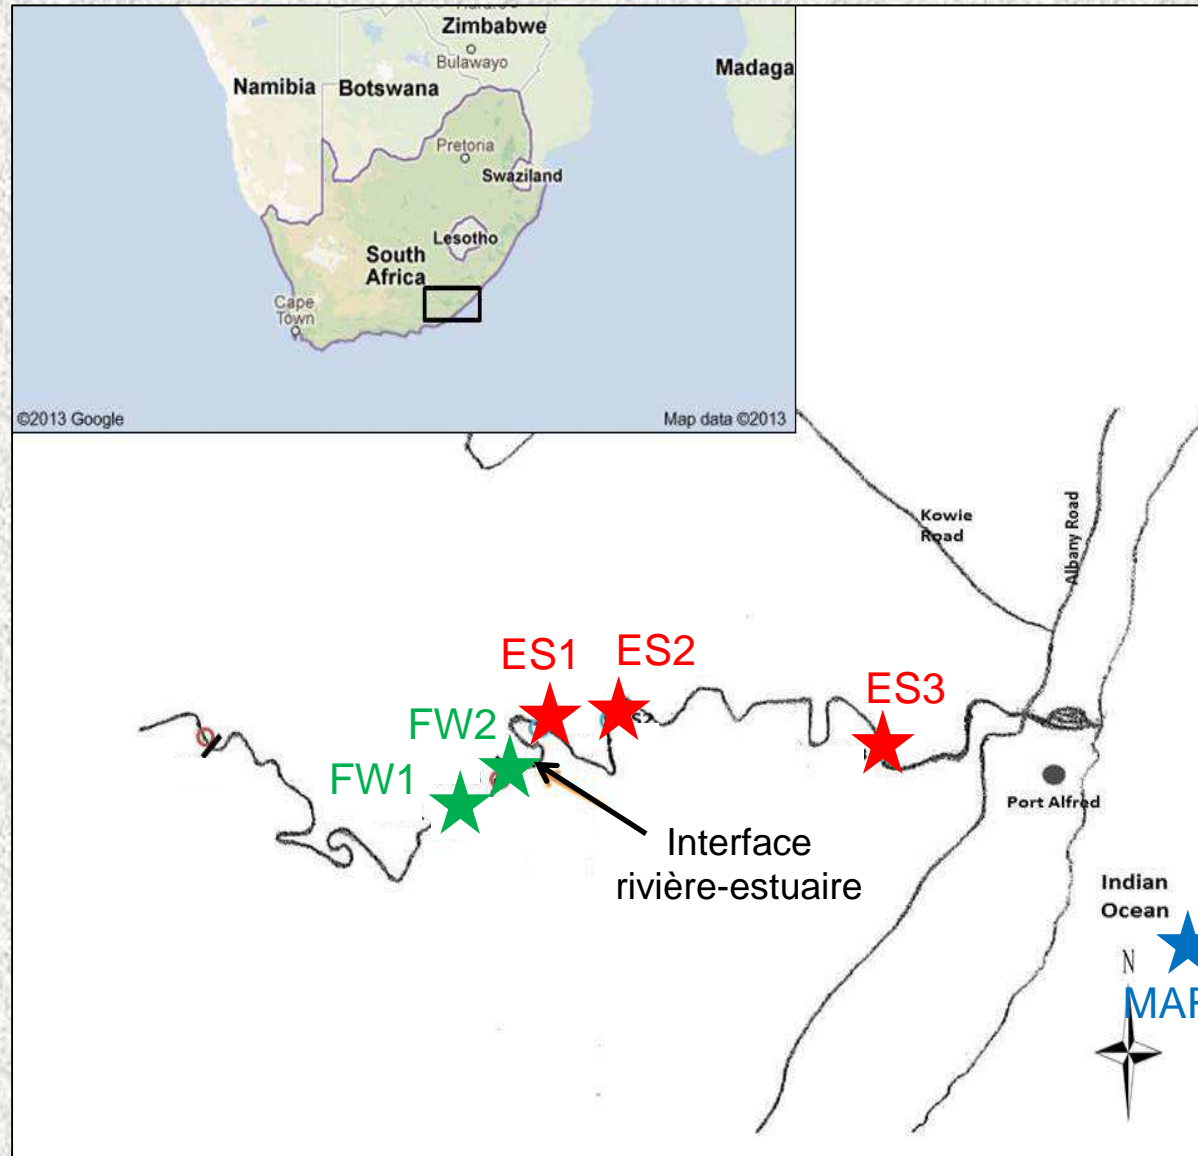 Zimbabwe
Bulawayo
Madaga
Namibia
Botswana
Pretoria
Swaziland
Lesotho
South
Africa
Cape
Town
©2013 Google
Map data ©2013
Kowie
Road
Albany Road
ES1
ES2
ES3
FW2
FW1
Port Alfred
Interface
rivière-estuaire
Indian
Ocean
N
MAR